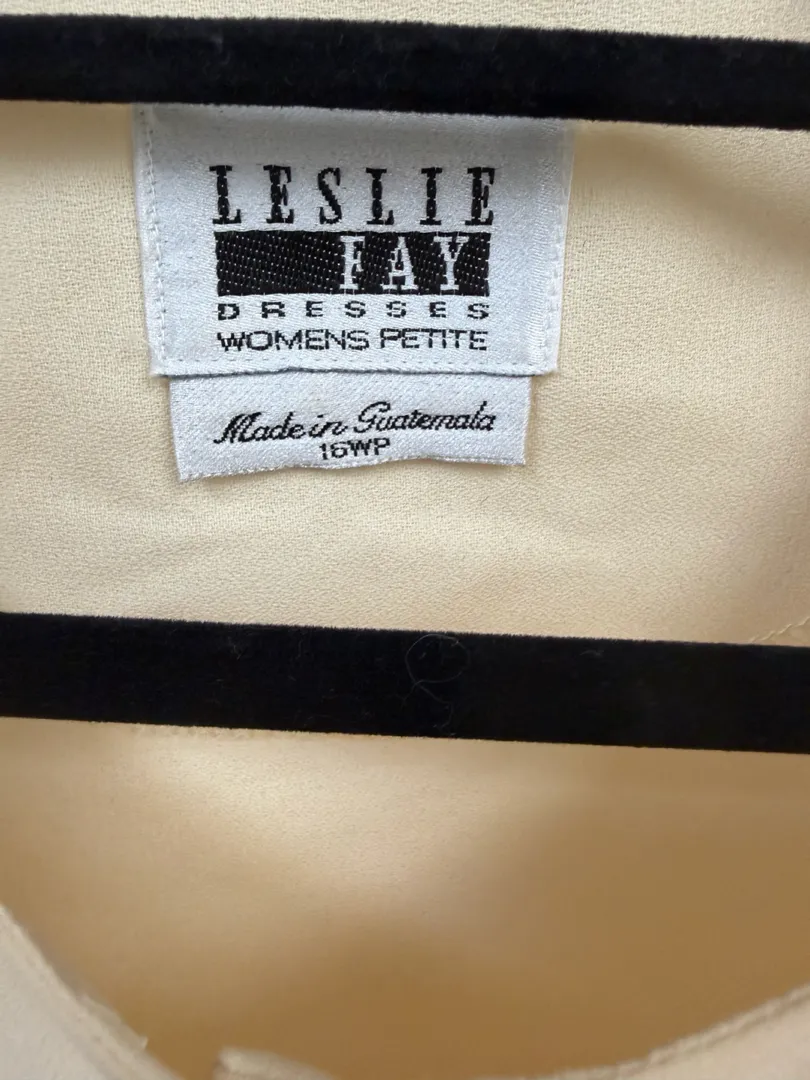 LESLIE
FAY
DRESSES
WOMENS PETITE
Made in Guatemala
16WP